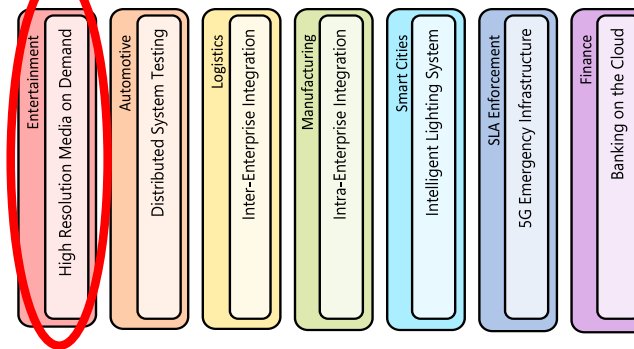 Entertainment
High Resolution Media on Demand
Automotive
Distributed System Testing
Logistics
Inter-Enterprise Integration
Manufacturing
Intra-Enterprise Integration
Smart Cities
Intelligent Lighting System
SLA Enforcement
5G Emergency Infrastructure
Finance
Banking on the Cloud